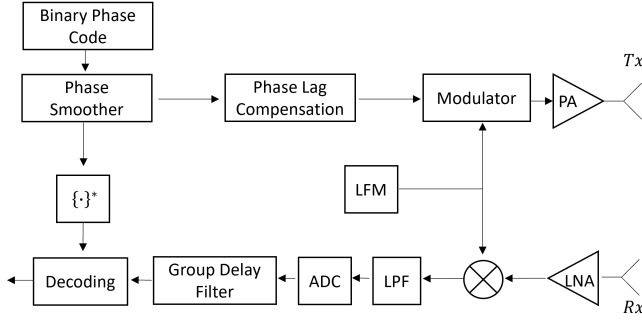 Binary Phase
Code
Tx
Phase
Smoother
Phase Lag
Compensation
Modulator
PA
{·}*
LFM
Decoding
Group Delay
Filter
ADC
LPF
LNA
Rx